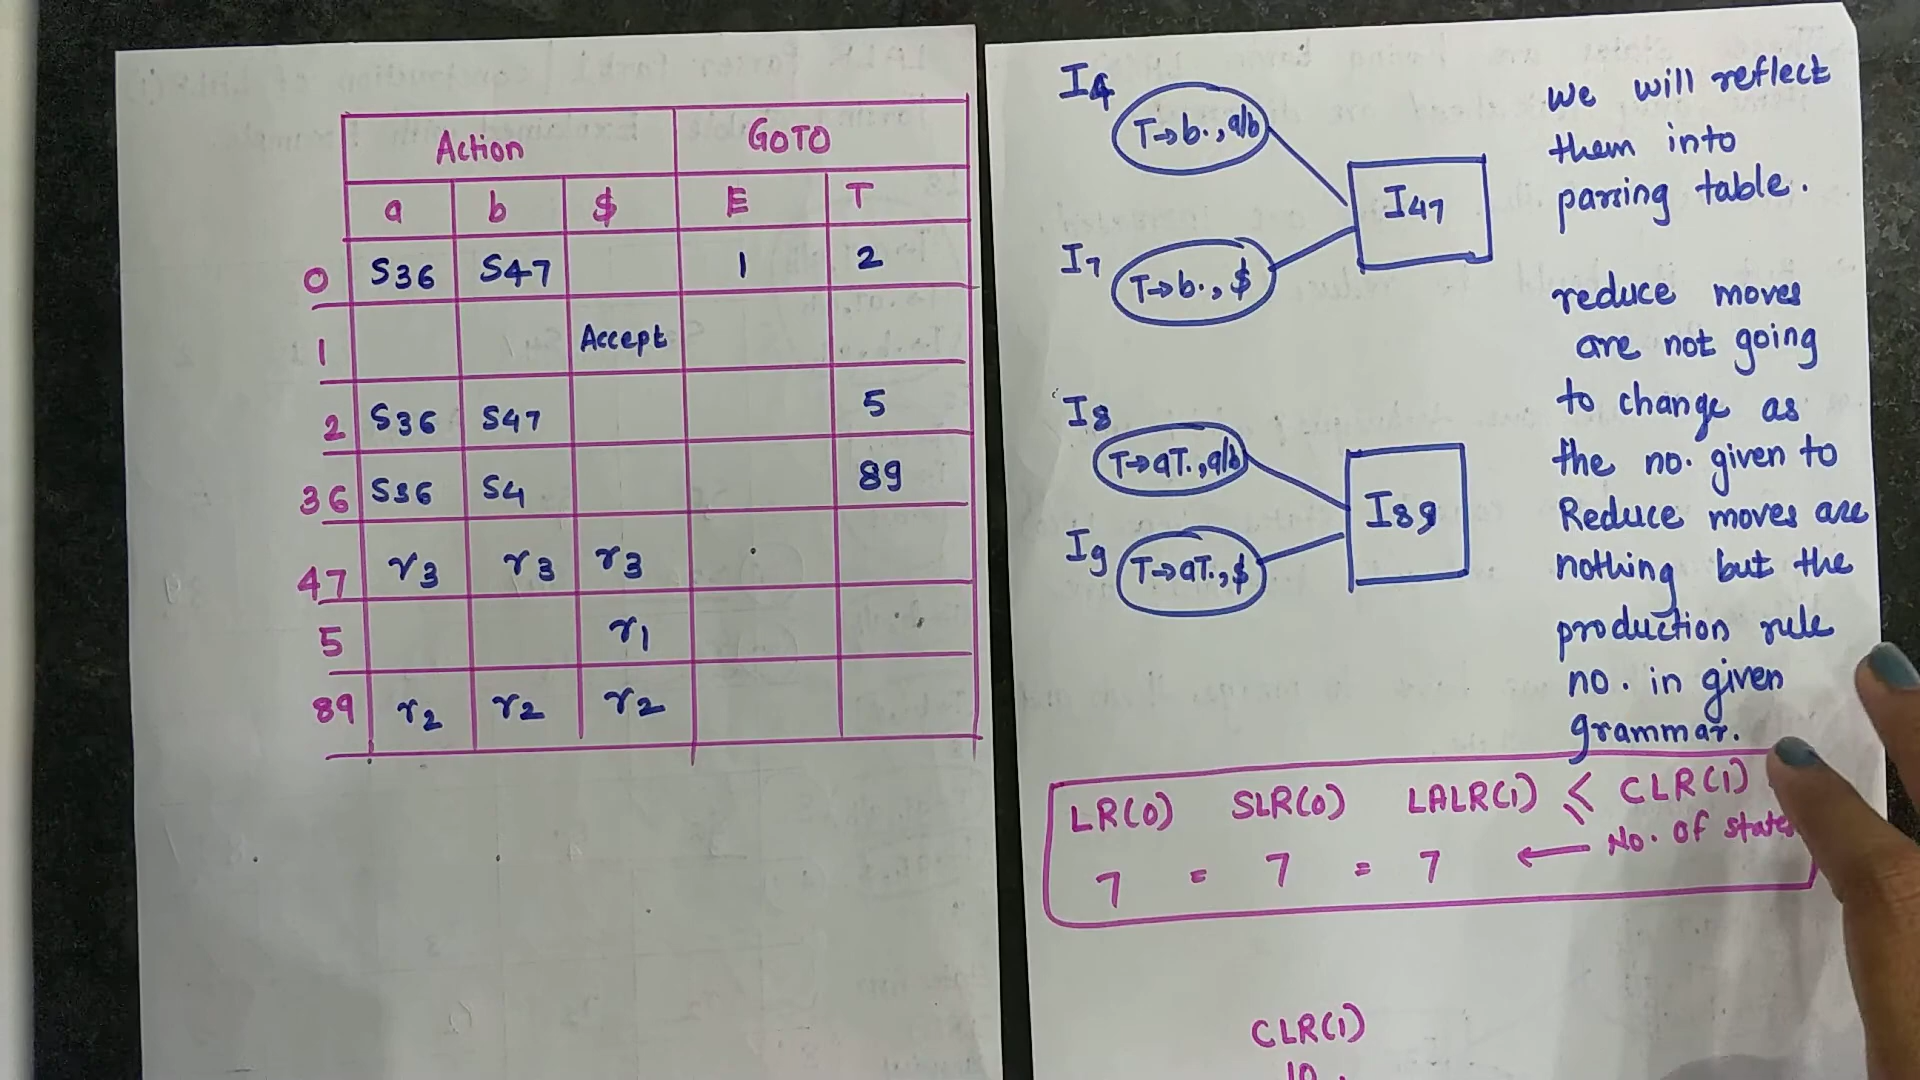 Action GOTO
a b $ E T
0 S36 S47 1 2
1 Accept
2 S36 S47 5
36 S36 S4 89
47 r3 r3 r3
5 r1
89 r2 r2 r2
I4
T→b., a/b
I7
T→b., $
I47
I8
T→aT., a/b
I9
T→aT., $
I89
we will reflect
them into
parsing table.
reduce moves
are not going
to change as
the no. given to
Reduce moves are
nothing but the
production rule
no. in given
grammar.
LR(0) SLR(0) LALR(1) ≤ CLR(1)
7 = 7 = 7 ← No. of states
CLR(1)
10